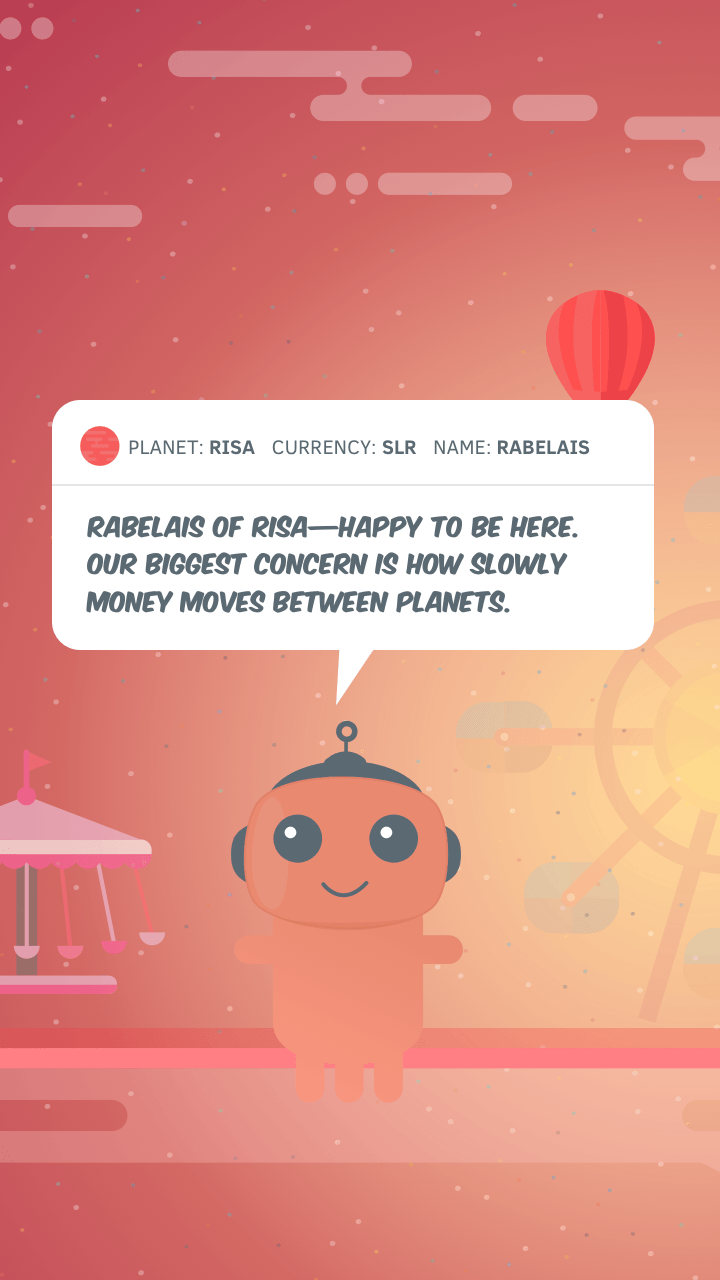 PLANET: RISA CURRENCY: SLR NAME: RABELAIS
RABELAIS OF RISA—HAPPY TO BE HERE.
OUR BIGGEST CONCERN IS HOW SLOWLY
MONEY MOVES BETWEEN PLANETS.